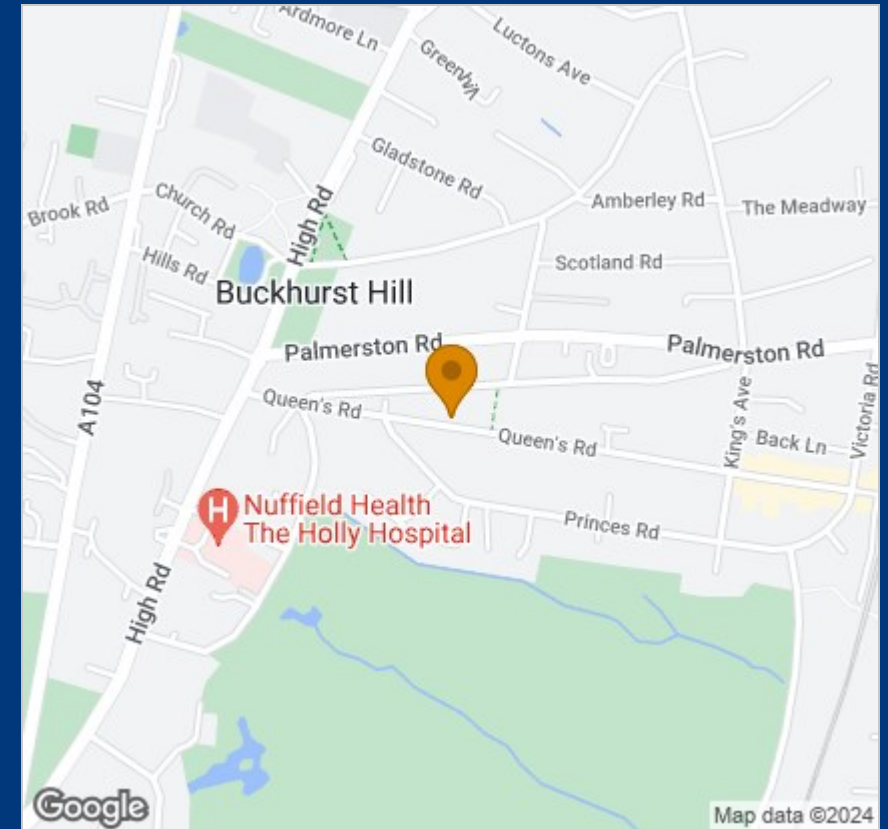 Ardmore Ln
Luctons Ave
Gladstone Rd
Amberley Rd
The Meadway
Brook Rd
Church Rd
High Rd
Hills Rd
Scotland Rd
Buckhurst Hill
Palmerston Rd
Palmerston Rd
A104
Queen's Rd
Queen's Rd
King's Ave
Back Ln
Victoria Rd
H Nuffield Health
The Holly Hospital
Princes Rd
High Rd
Google
Map data ©2024